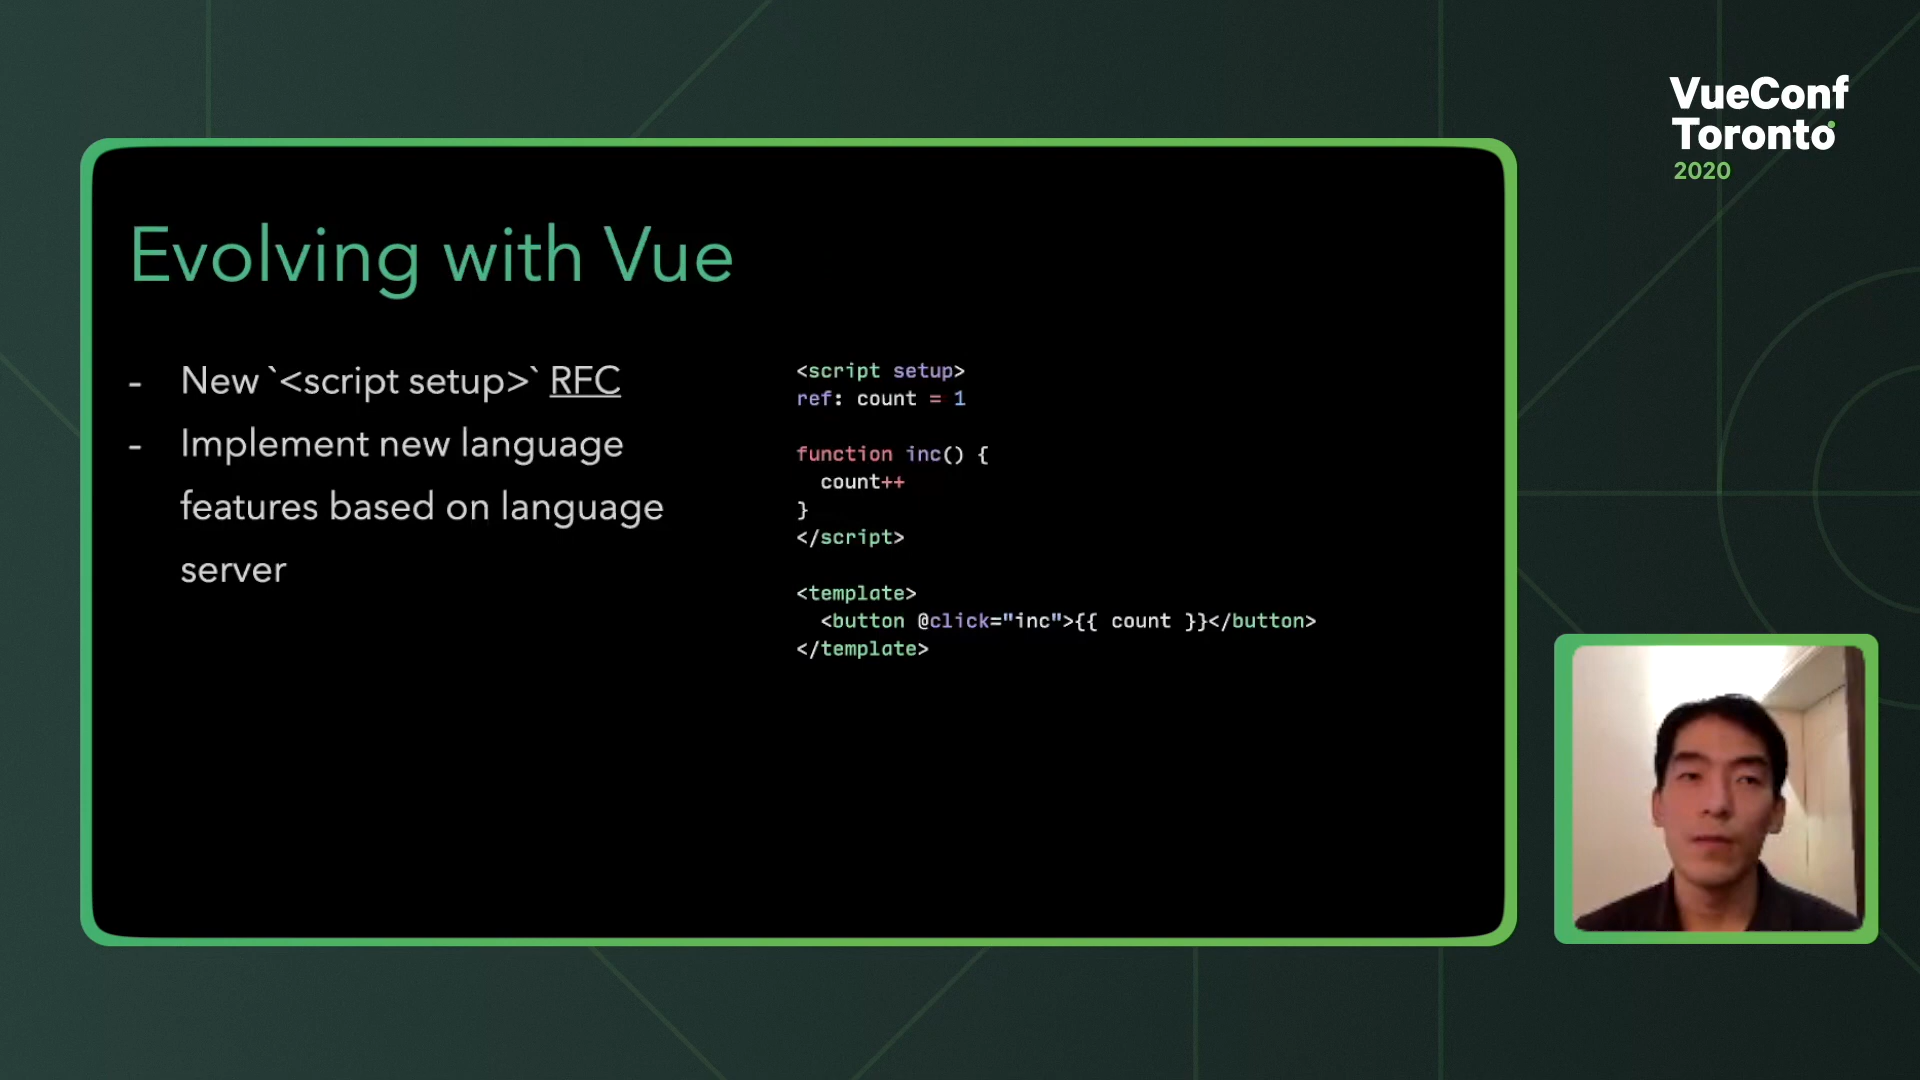 VueConf
Toronto
2020
Evolving with Vue
- New `<script setup>` RFC
- Implement new language
features based on language
server
<script setup>
ref: count = 1
function inc() {
  count++
}
</script>
<template>
  <button @click="inc">{{ count }}</button>
</template>